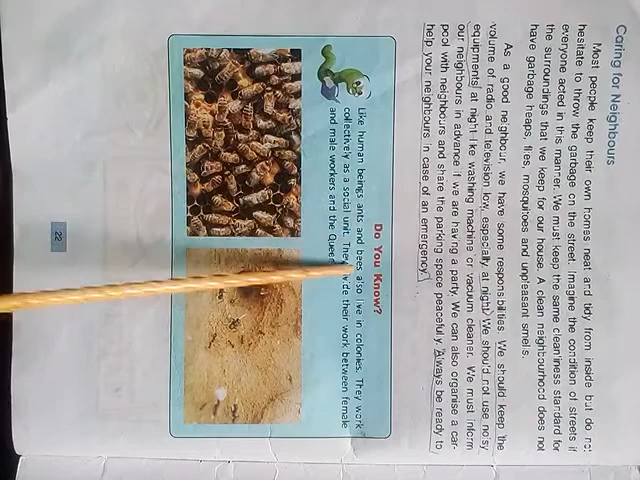 Caring for Neighbours
Most people keep their own homes neat and tidy from inside but do not
hesitate to throw the garbage on the street. Imagine the condition of streets if
everyone acted in this manner. We must keep the same cleanliness standard for
the surroundings that we keep for our house. A clean neighbourhood does not
have garbage heaps, flies, mosquitoes and unpleasant smells.
As a good neighbour, we have some responsibilities. We should keep the
volume of radio and television low, especially at night. We should not use noisy
equipments at night like washing machine or vacuum cleaner. We must inform
our neighbours in advance if we are having a party. We can also organise a car-
pool with neighbours and share the parking space peacefully. Always be ready to
help your neighbours in case of an emergency.
Do You Know?
Like human beings ants and bees also live in colonies. They work
collectively as a social unit. They divide their work between female
and male workers and the Queen
22